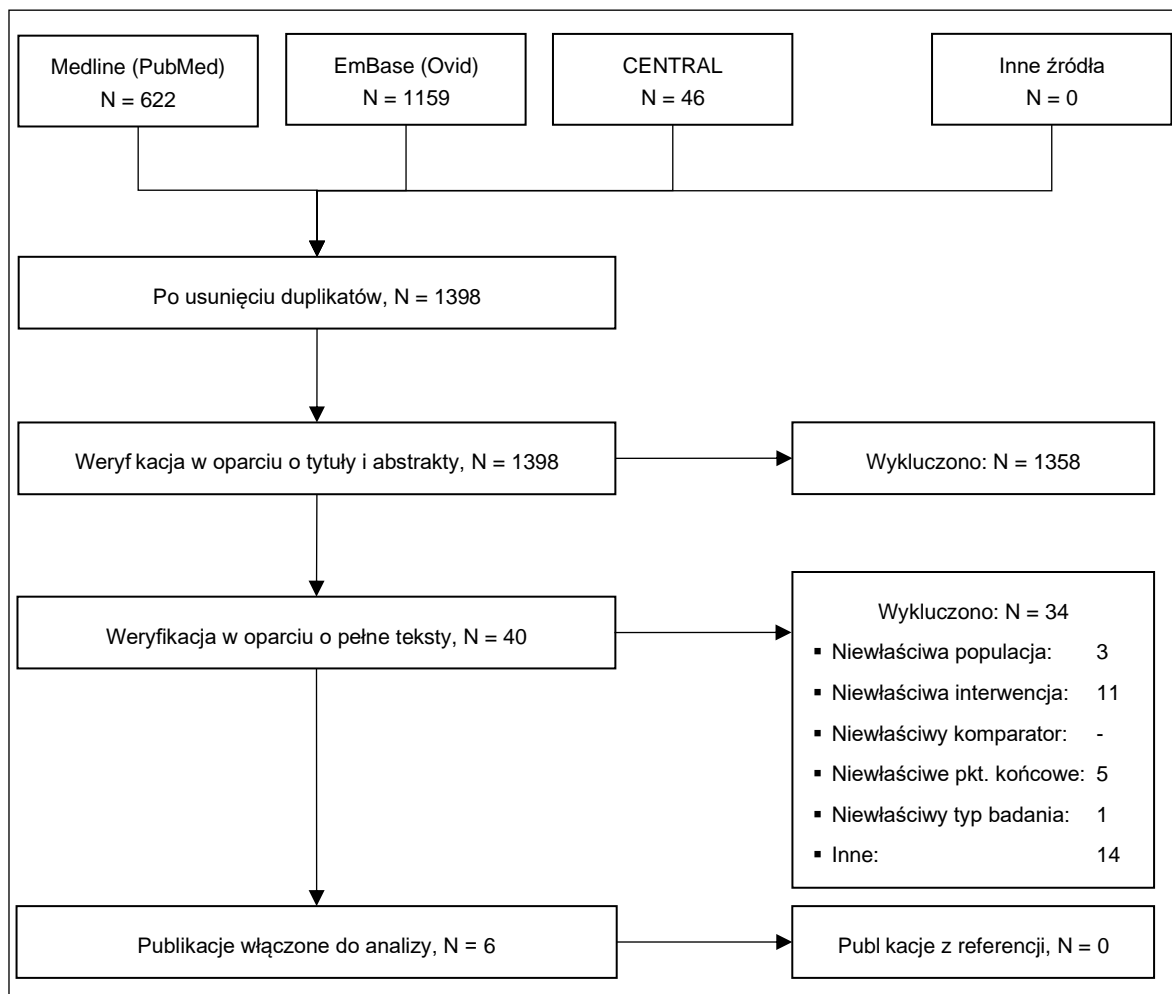 Medline (PubMed)
N = 622
EmBase (Ovid)
N = 1159
CENTRAL
N = 46
Inne źródła
N = 0
Po usunięciu duplikatów, N = 1398
Weryf kacja w oparciu o tytuły i abstrakty, N = 1398
Wykluczono: N = 1358
Weryfikacja w oparciu o pełne teksty, N = 40
Wykluczono: N = 34
▪ Niewłaściwa populacja: 3
▪ Niewłaściwa interwencja: 11
▪ Niewłaściwy komparator: -
▪ Niewłaściwe pkt. końcowe: 5
▪ Niewłaściwy typ badania: 1
▪ Inne: 14
Publikacje włączone do analizy, N = 6
Publ kacje z referencji, N = 0